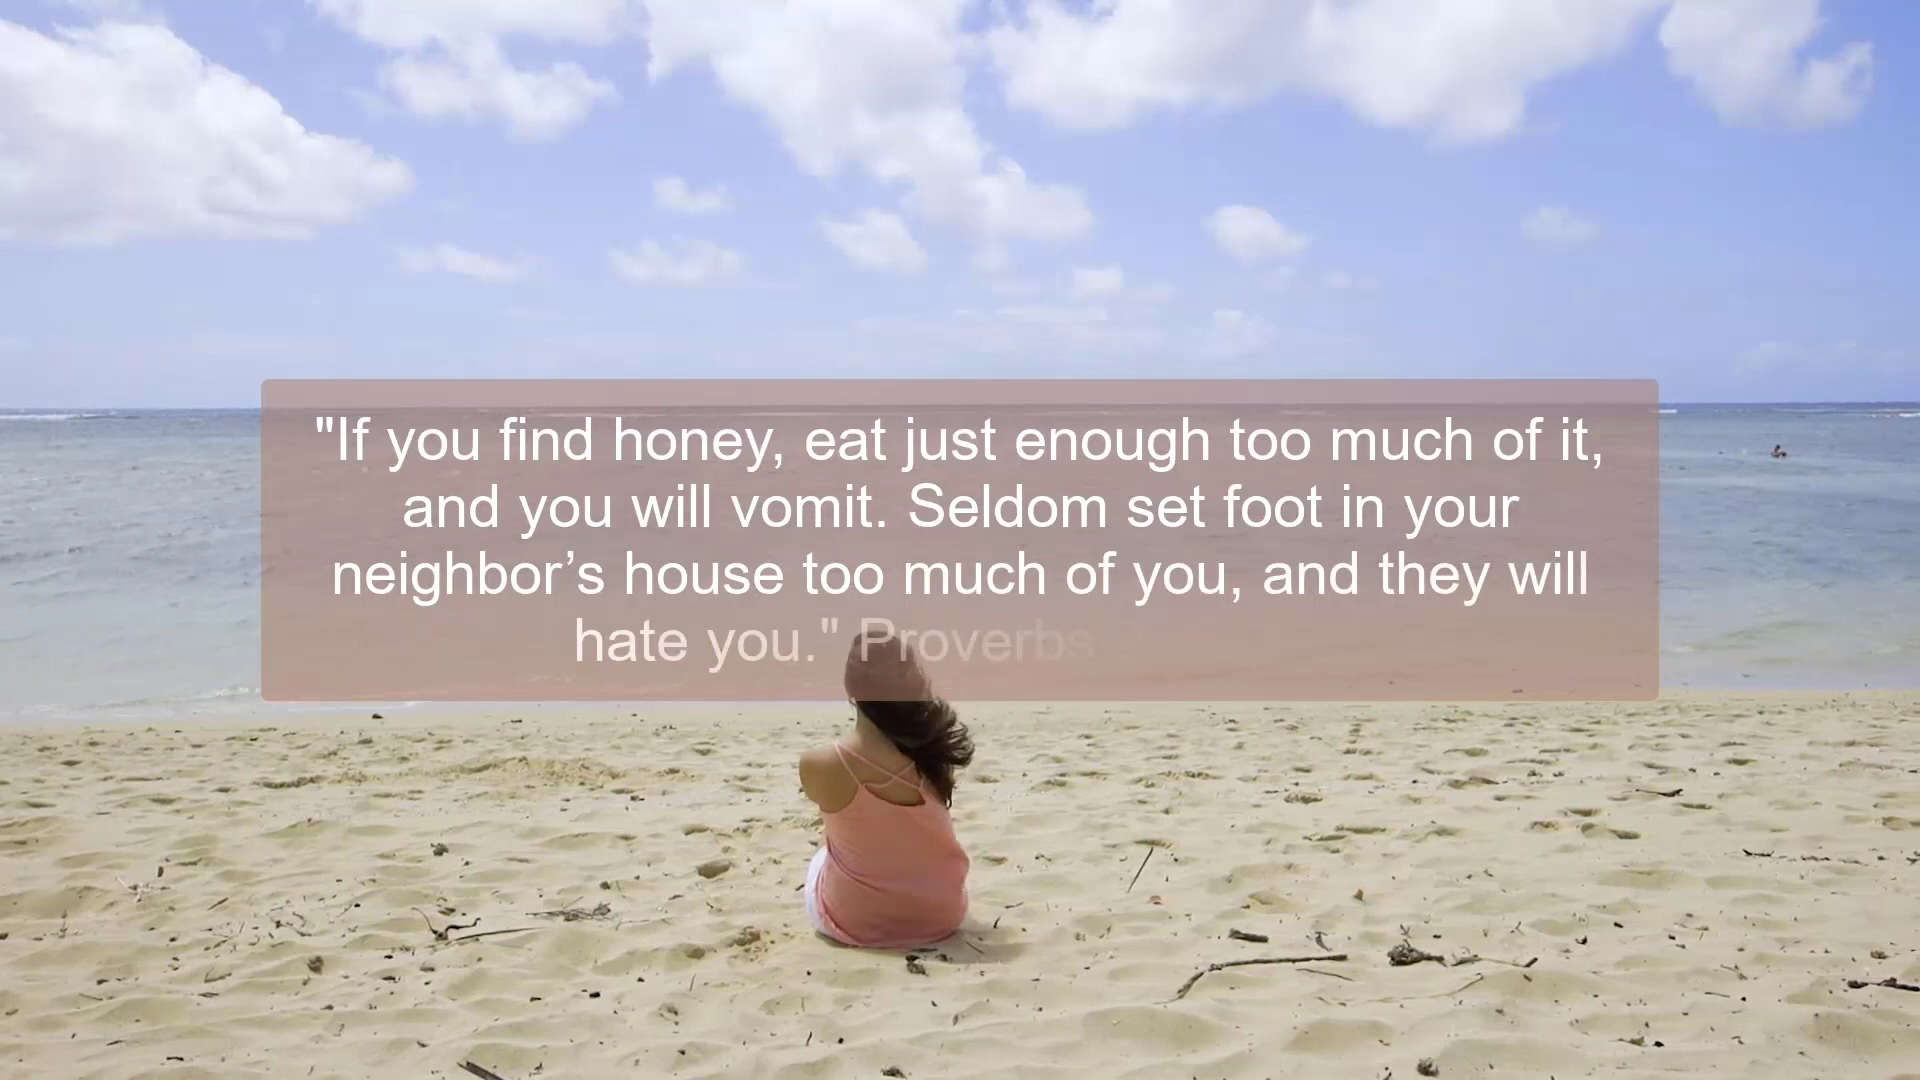 "If you find honey, eat just enough too much of it,
and you will vomit. Seldom set foot in your
neighbor’s house too much of you, and they will
hate you." Proverbs